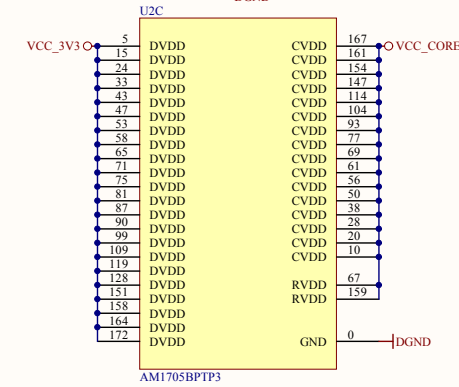 DGND
U2C
VCC_3V3 5 DVDD CVDD 167 VCC_CORE
15 DVDD CVDD 161
24 DVDD CVDD 154
33 DVDD CVDD 147
43 DVDD CVDD 114
47 DVDD CVDD 104
53 DVDD CVDD 93
58 DVDD CVDD 77
65 DVDD CVDD 69
71 DVDD CVDD 61
75 DVDD CVDD 56
81 DVDD CVDD 50
87 DVDD CVDD 38
90 DVDD CVDD 28
99 DVDD CVDD 20
109 DVDD CVDD 10
119 DVDD
128 DVDD RVDD 67
151 DVDD RVDD 159
158 DVDD
164 DVDD
172 DVDD GND 0 DGND
AM1705BPTP3